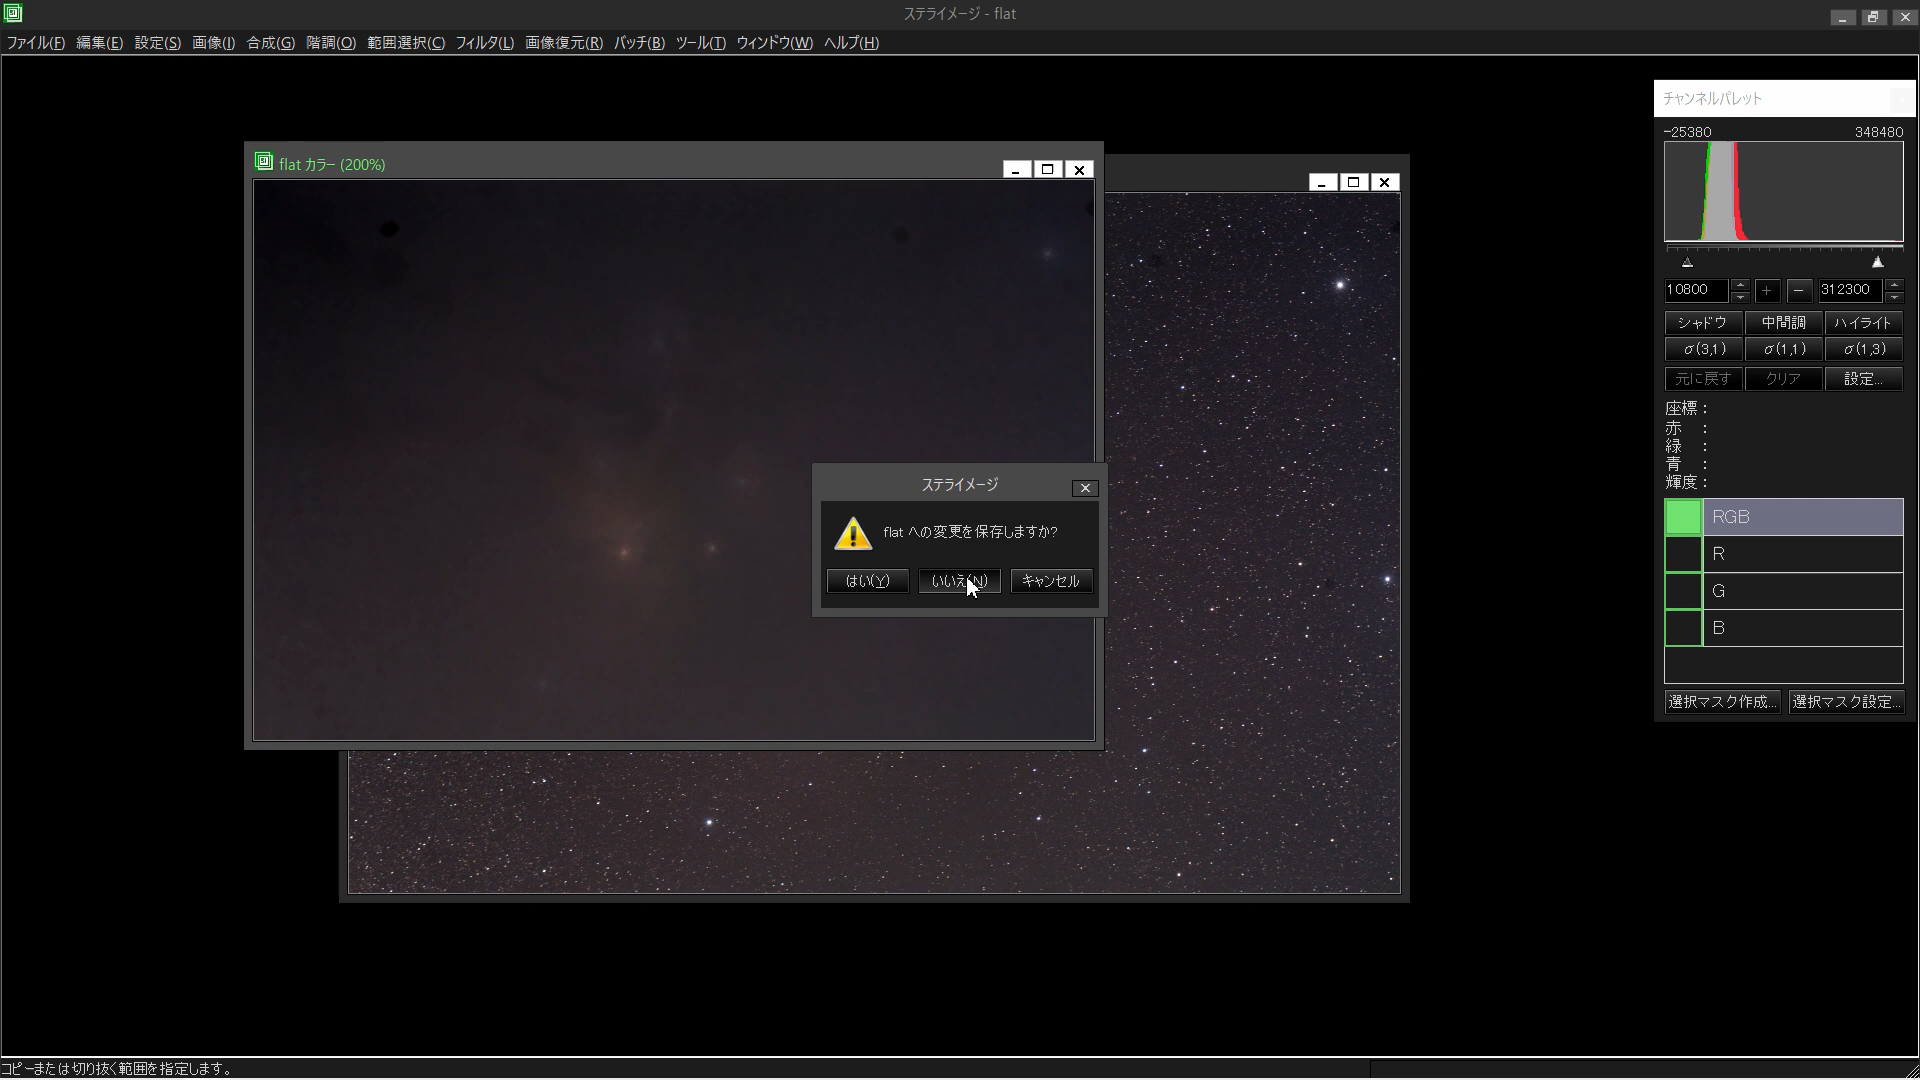 ステライメージ - flat
ファイル(F) 編集(E) 設定(S) 画像(I) 合成(G) 階調(O) 範囲選択(C) フィルタ(L) 画像復元(R) バッチ(B) ツール(T) ウィンドウ(W) ヘルプ(H)
flat カラー (200%)
ステライメージ
flat への変更を保存しますか?
はい(Y) いいえ(N) キャンセル
チャンネルパレット
-25380 348480
10800 + - 312300
シャドウ 中間調 ハイライト
σ(3,1) σ(1,1) σ(1,3)
元に戻す クリア 設定...
座標:
赤 :
緑 :
青 :
輝度:
RGB
R
G
B
選択マスク作成... 選択マスク設定...
コピーまたは切り抜く範囲を指定します。